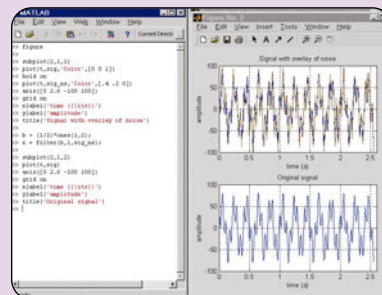 MATLAB
File Edit View Web Window Help
Current Direct
>> figure
>>
>> subplot(2,1,1)
>> plot(t,sig,'Color',[0 0 1])
>> hold on
>> plot(t,sig_ns,'Color',[.4 .2 0])
>> axis([0 2.6 -100 100])
>> grid on
>> xlabel('time (\its)')
>> ylabel('amplitude')
>> title('Signal with overlay of noise')
>>
>> b = (1/2)*ones(1,2);
>> z = filter(b,1,sig_ns);
>>
>> subplot(2,1,2)
>> plot(t,sig)
>> axis([0 2.6 -100 100])
>> grid on
>> xlabel('time (\its)')
>> ylabel('amplitude')
>> title('Original signal')
>>
Figure No. 2
File Edit View Insert Tools Window Help
Signal with overlay of noise
100
50
0
-50
-100
amplitude
0 0.5 1 1.5 2 2.5
time (s)
Original signal
100
50
0
-50
-100
amplitude
0 0.5 1 1.5 2 2.5
time (s)